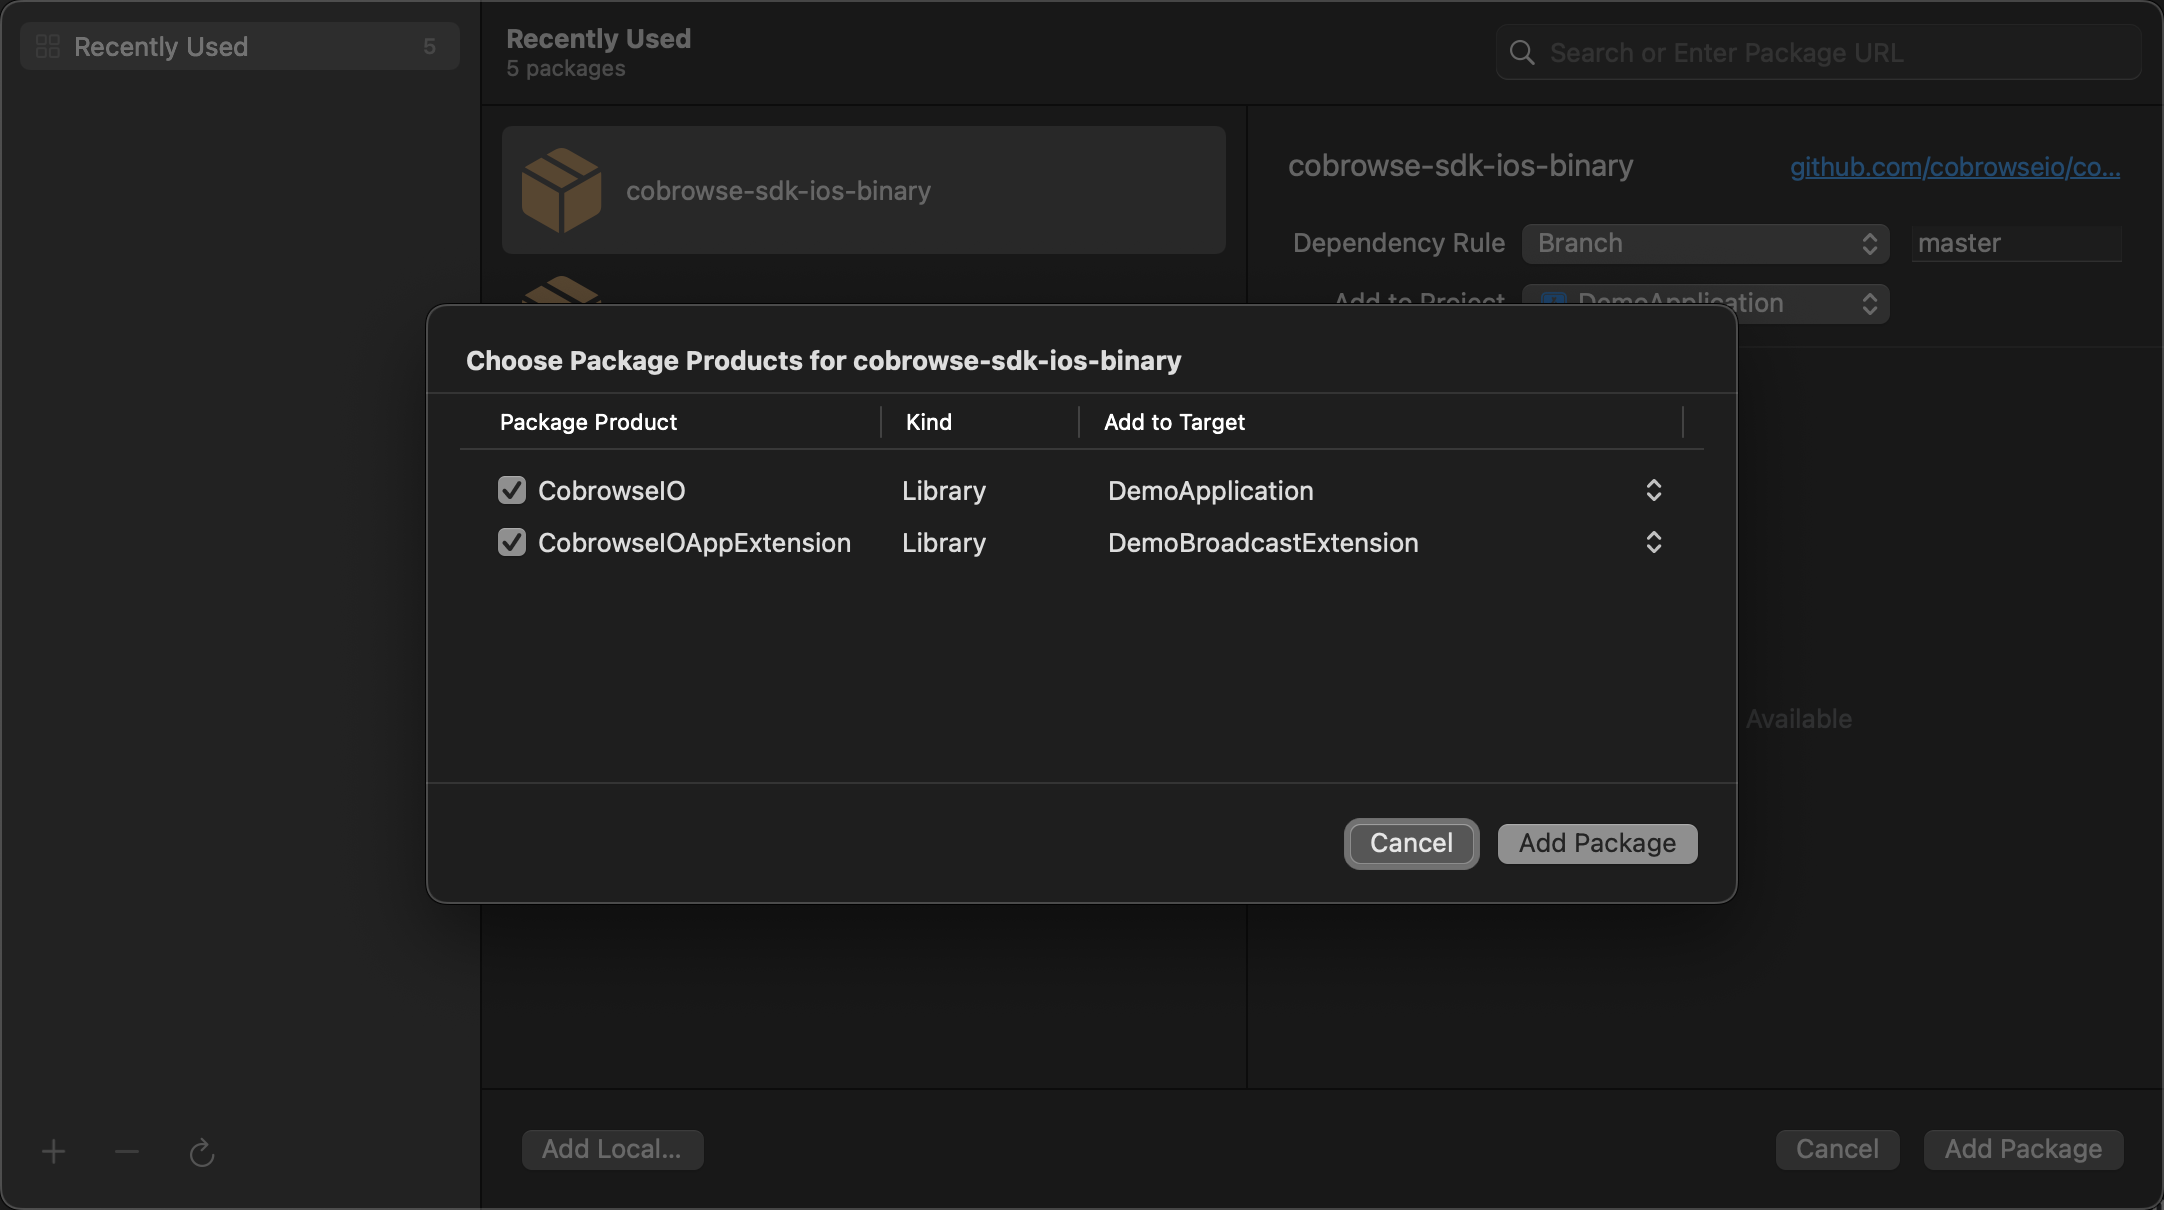 Recently Used 5
Recently Used
5 packages
Search or Enter Package URL
cobrowse-sdk-ios-binary
cobrowse-sdk-ios-binary
github.com/cobrowseio/co...
Dependency Rule
Branch
master
Add to Project
DemoApplication
Choose Package Products for cobrowse-sdk-ios-binary
Package Product
Kind
Add to Target
CobrowseIO
Library
DemoApplication
CobrowseIOAppExtension
Library
DemoBroadcastExtension
Available
Cancel
Add Package
Add Local...
Cancel
Add Package